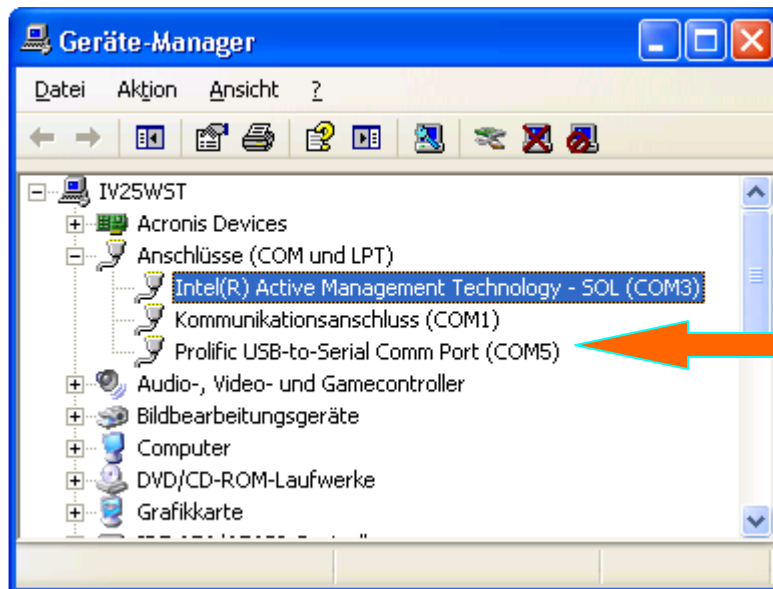 Geräte-Manager
Datei Aktion Ansicht ?
IV25WST
Acronis Devices
Anschlüsse (COM und LPT)
Intel(R) Active Management Technology - SOL (COM3)
Kommunikationsanschluss (COM1)
Prolific USB-to-Serial Comm Port (COM5)
Audio-, Video- und Gamecontroller
Bildbearbeitungsgeräte
Computer
DVD/CD-ROM-Laufwerke
Grafikkarte